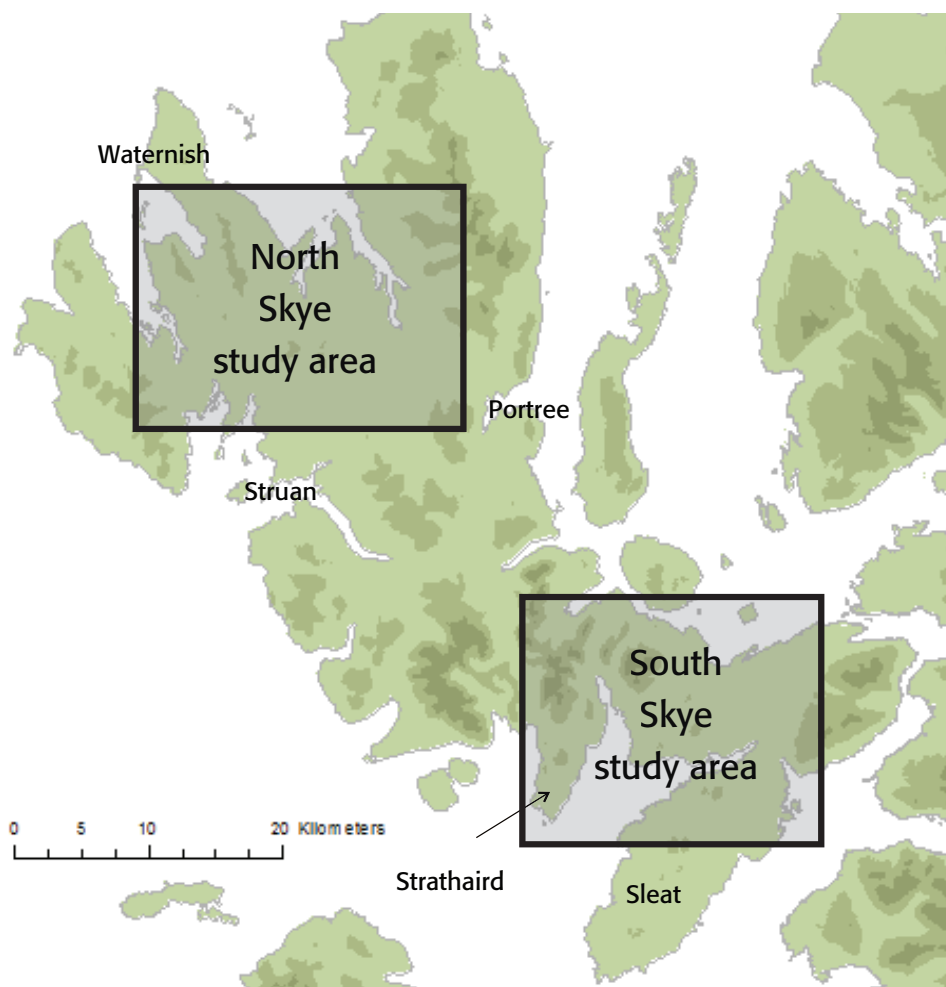 Waternish
North
Skye
study area
Portree
Struan
South
Skye
study area
0 5 10 20 Kilometers
Strathaird
Sleat